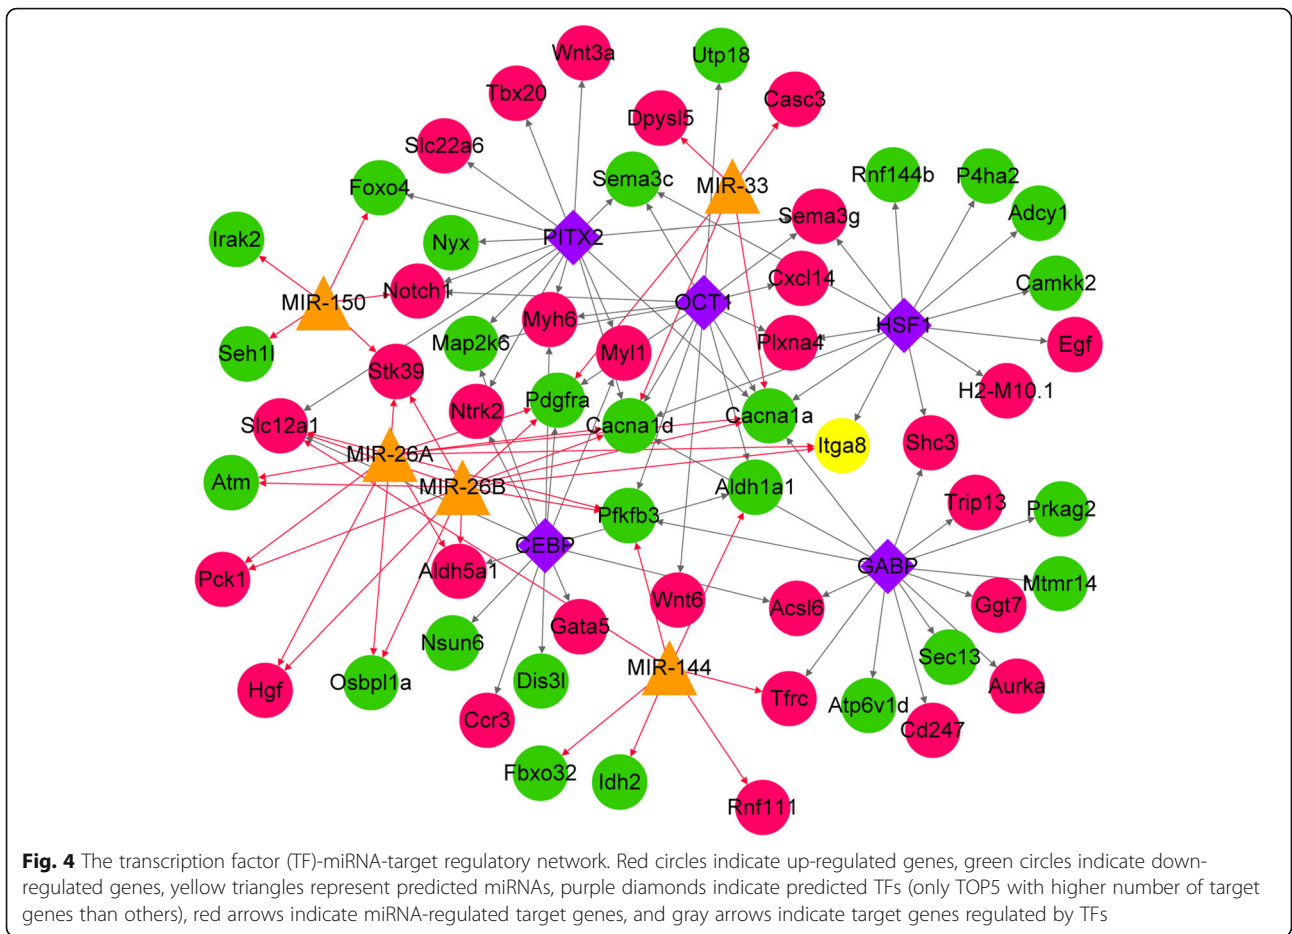 Wnt3a
Utp18
Tbx20
Casc3
Dpysl5
Slc22a6
Foxo4
Sema3c
MIR-33
Rnf144b
P4ha2
Adcy1
Sema3g
Irak2
Nyx
PITX2
Notch1
MIR-150
OCT1
Cxcl14
Camkk2
Myh6
HSF1
Map2k6
Myl1
Plxna4
Egf
Seh1l
Stk39
H2-M10.1
Pdgfra
Ntrk2
Slc12a1
Cacna1d
Cacna1a
Itga8
Shc3
MIR-26A
Atm
MIR-26B
Aldh1a1
Trip13
Prkag2
Pfkfb3
CEBP
GABP
Pck1
Aldh5a1
Mtmr14
Wnt6
Acsl6
Ggt7
Gata5
Nsun6
Sec13
MIR-144
Hgf
Osbpl1a
Dis3l
Tfrc
Aurka
Atp6v1d
Ccr3
Cd247
Fbxo32
Idh2
Rnf111
Fig. 4 The transcription factor (TF)-miRNA-target regulatory network. Red circles indicate up-regulated genes, green circles indicate down-
regulated genes, yellow triangles represent predicted miRNAs, purple diamonds indicate predicted TFs (only TOP5 with higher number of target
genes than others), red arrows indicate miRNA-regulated target genes, and gray arrows indicate target genes regulated by TFs